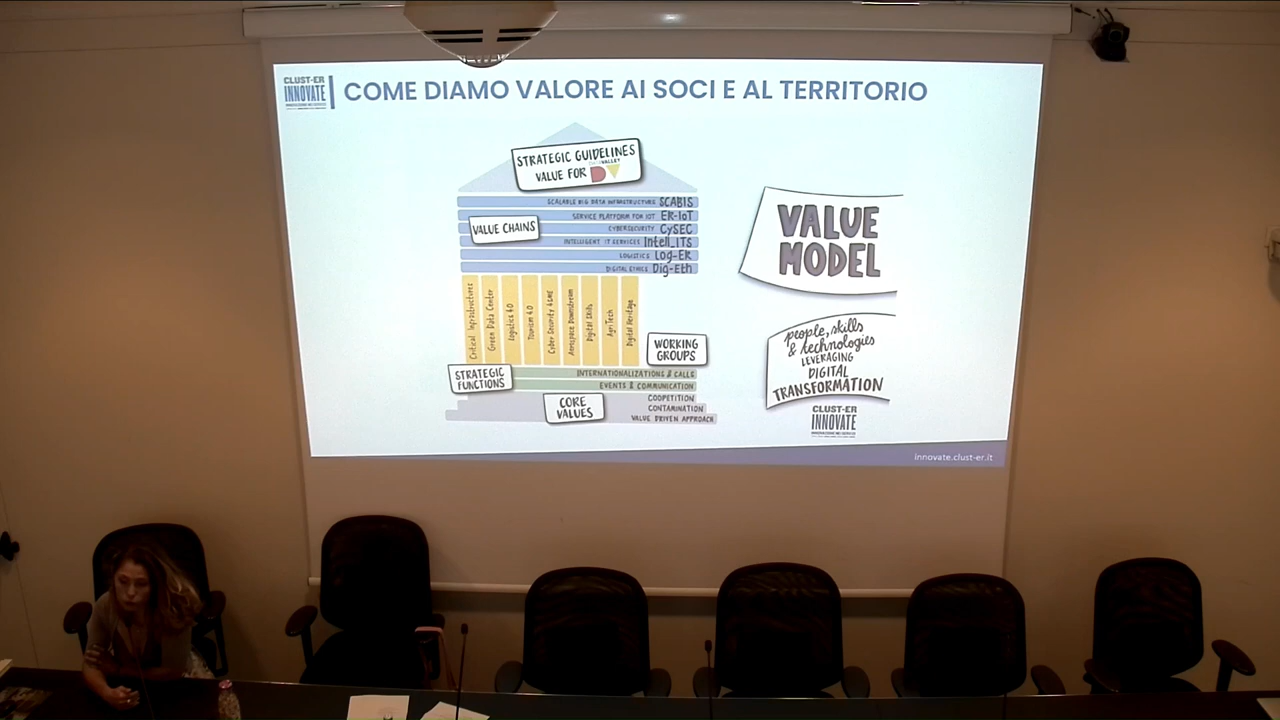 CLUST-ER
INNOVATE
COME DIAMO VALORE AI SOCI E AL TERRITORIO
STRATEGIC GUIDELINES
VALLEY
VALUE FOR DV
SCALABLE BIG DATA INFRASTRUCTURE SCABIS
SERVICE PLATFORM FOR IOT ER-IoT
VALUE CHAINS
CYBERSECURITY CySEC
INTELLIGENT IT SERVICES Intell_ITS
LOGISTICS Log-ER
DIGITAL ETHICS Dig-Eth
Critical Infrastructures
Green Data Center
Logistics 4.0
Tourism 4.0
Cyber Security 4 SME
Aerospace Downstream
Digital Skills
AgriTech
Digital Heritage
WORKING
GROUPS
STRATEGIC
FUNCTIONS
INTERNATIONALIZATIONS & CALLS
EVENTS & COMMUNICATION
CORE
VALUES
COOPETITION
CONTAMINATION
VALUE DRIVEN APPROACH
VALUE
MODEL
people, skills
& technologies
LEVERAGING
DIGITAL
TRANSFORMATION
CLUST-ER
INNOVATE
innovate.clust-er.it